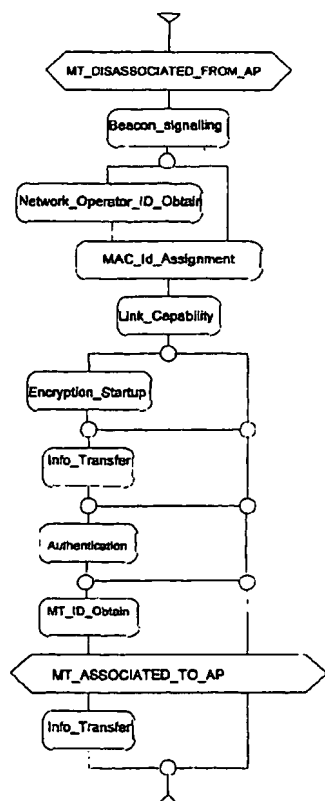 MT_DISASSOCIATED_FROM_AP
Beacon_signalling
Network_Operator_ID_Obtain
MAC_Id_Assignment
Link_Capability
Encryption_Startup
Info_Transfer
Authentication
MT_ID_Obtain
MT_ASSOCIATED_TO_AP
Info_Transfer